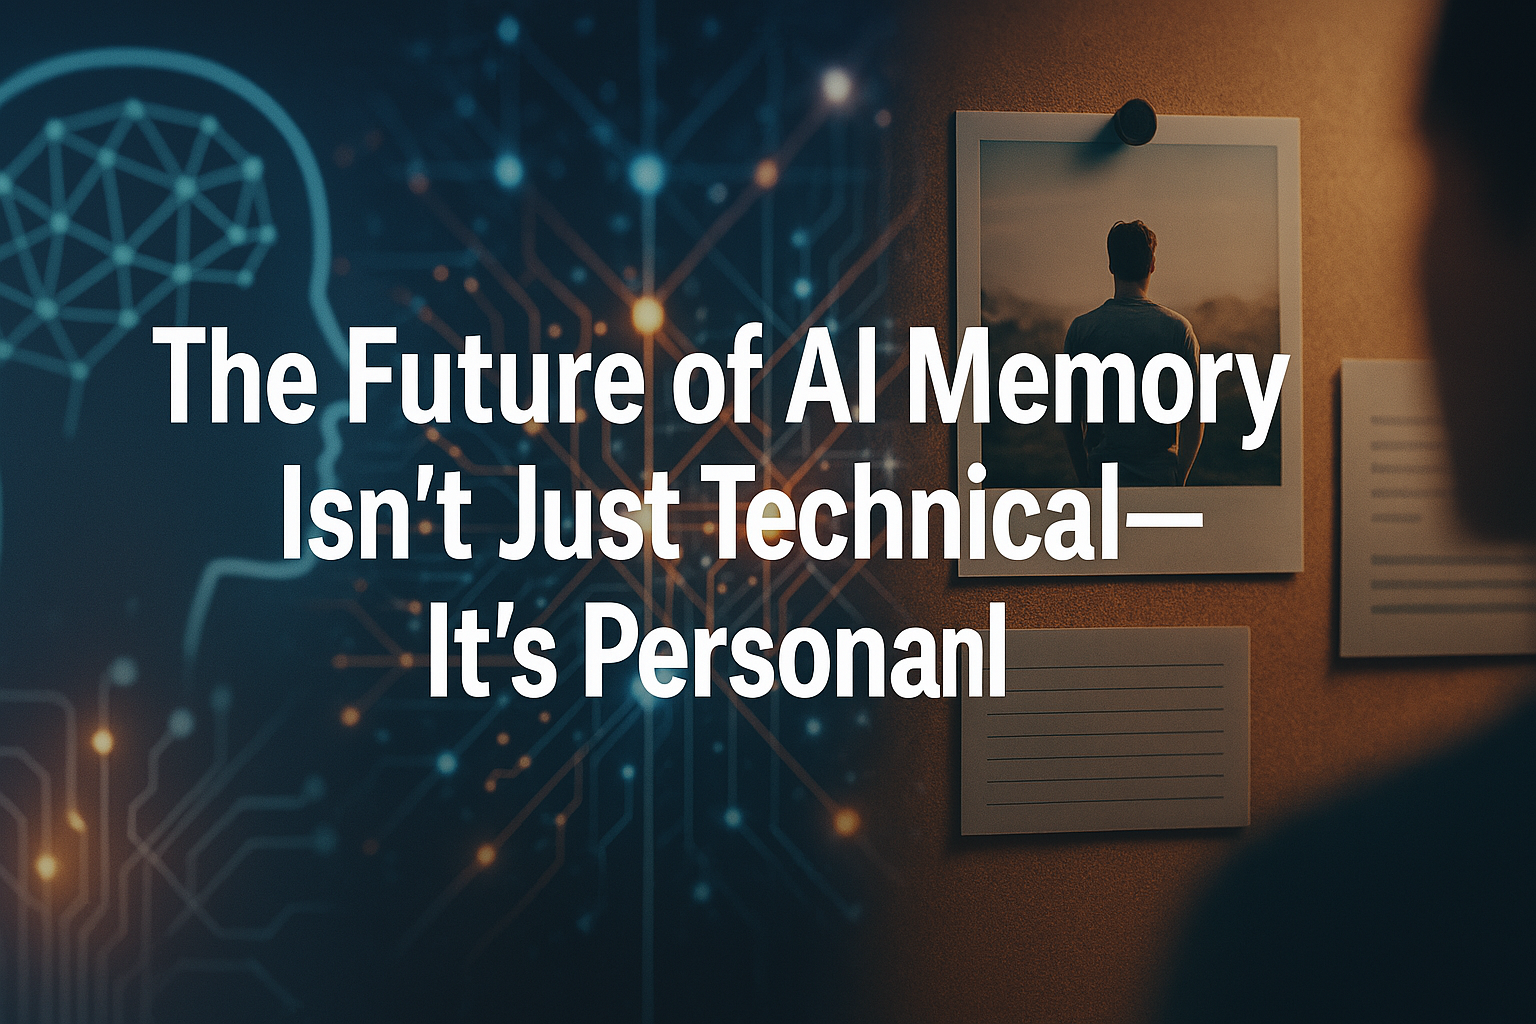 The Future of AI Memory
Isn’t Just Technical—
It’s Personanl